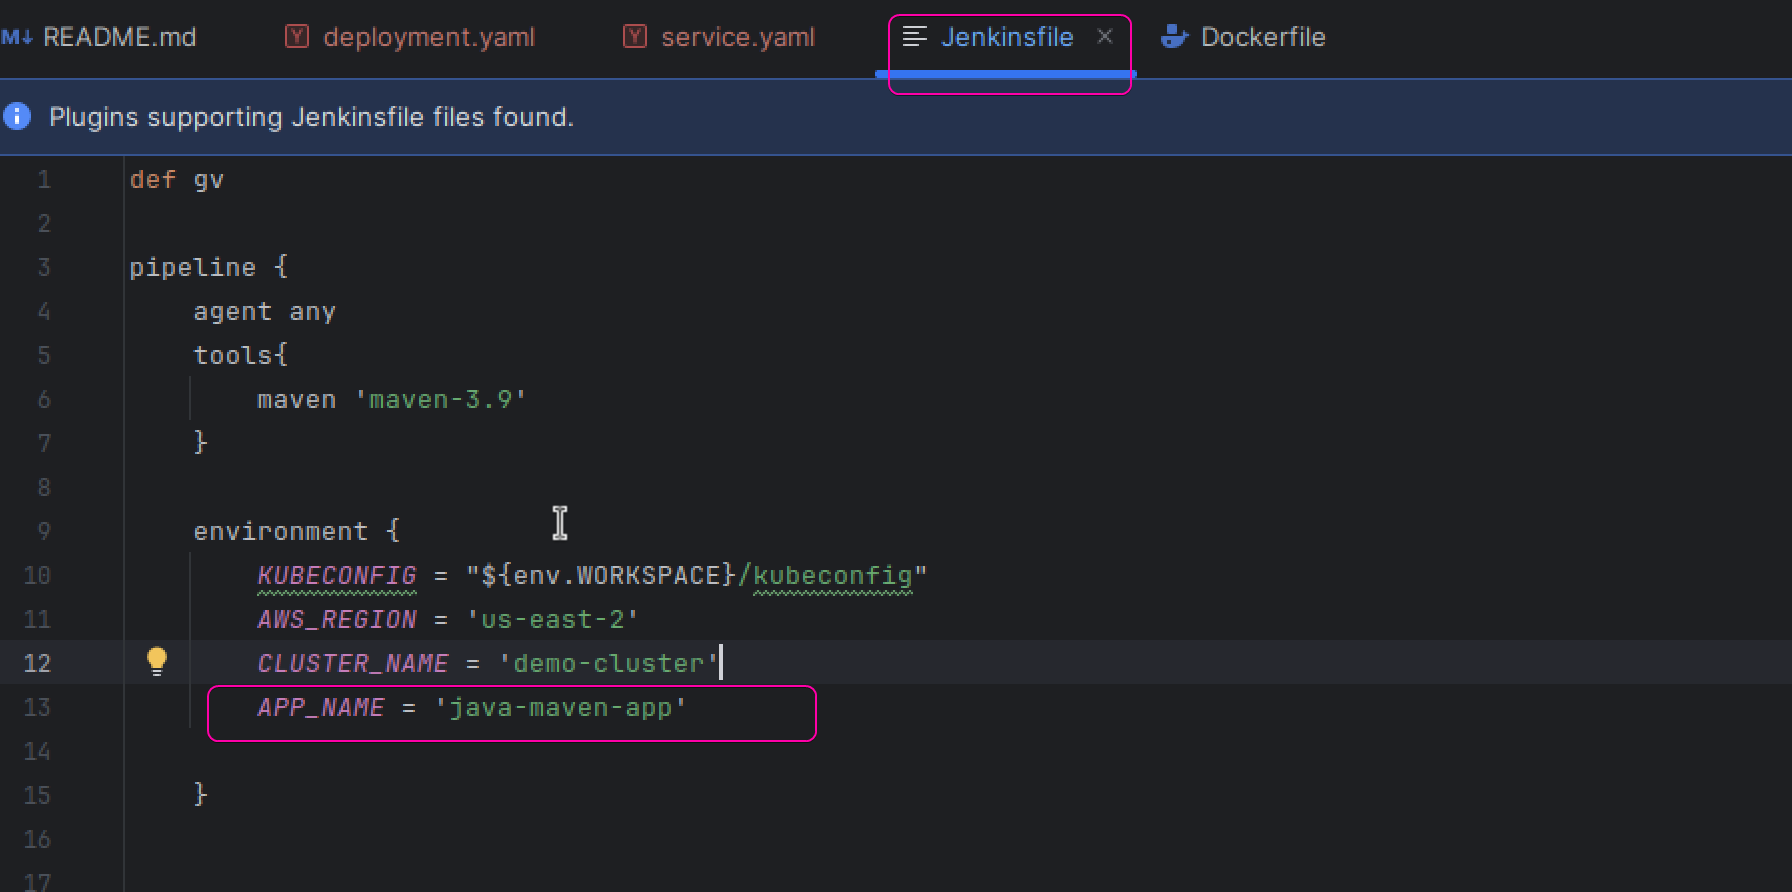 M↓ README.md Y deployment.yaml Y service.yaml Jenkinsfile × Dockerfile
i Plugins supporting Jenkinsfile files found.
1 def gv
2
3 pipeline {
4     agent any
5     tools{
6         maven 'maven-3.9'
7     }
8
9     environment {
10         KUBECONFIG = "${env.WORKSPACE}/kubeconfig"
11         AWS_REGION = 'us-east-2'
12         CLUSTER_NAME = 'demo-cluster'
13         APP_NAME = 'java-maven-app'
14
15     }
16
17